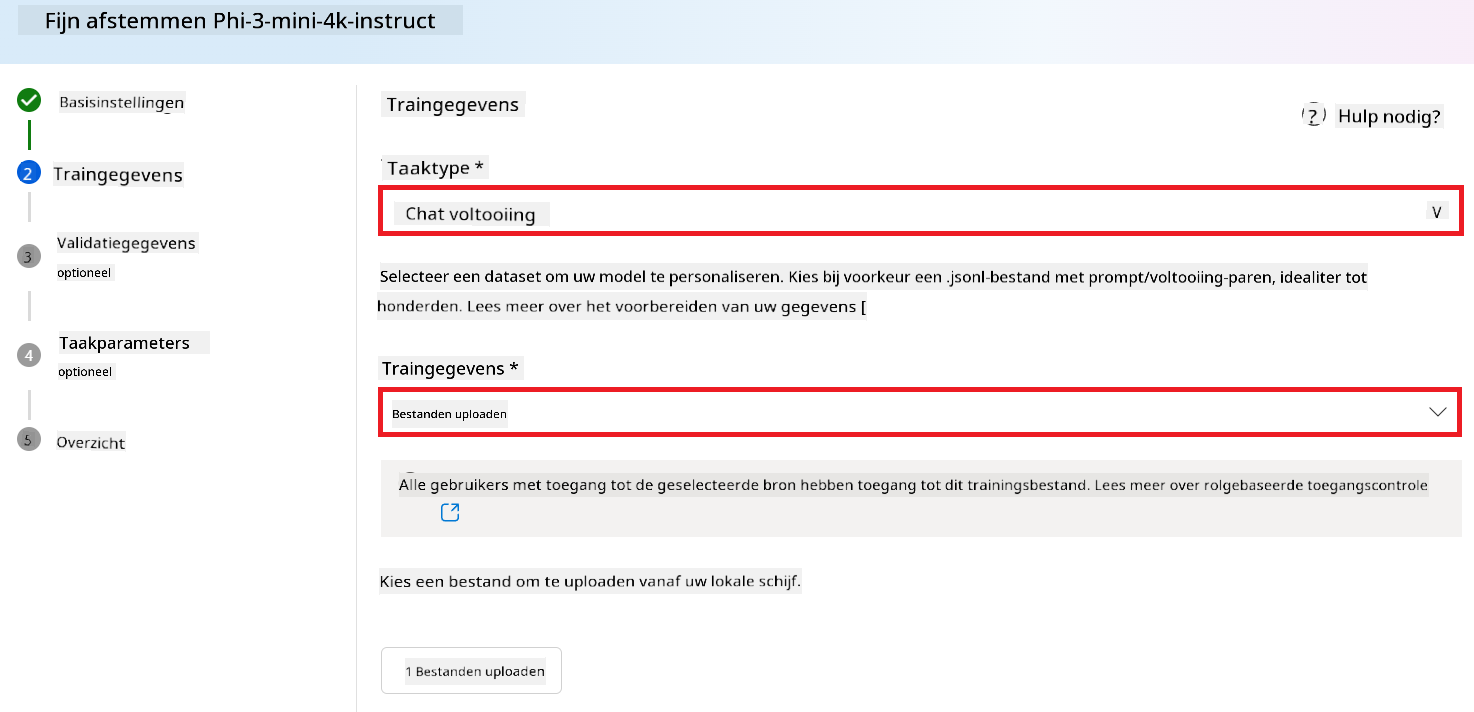 Fijn afstemmen Phi-3-mini-4k-instruct
Basisinstellingen
2 Traingegevens
3 Validatiegegevens
optioneel
4 Taakparameters
optioneel
5 Overzicht
Traingegevens
? Hulp nodig?
Taaktype *
Chat voltooiing V
Selecteer een dataset om uw model te personaliseren. Kies bij voorkeur een .jsonl-bestand met prompt/voltooiing-paren, idealiter tot
honderden. Lees meer over het voorbereiden van uw gegevens [
Traingegevens *
Bestanden uploaden
Alle gebruikers met toegang tot de geselecteerde bron hebben toegang tot dit trainingsbestand. Lees meer over rolgebaseerde toegangscontrole
Kies een bestand om te uploaden vanaf uw lokale schijf.
1 Bestanden uploaden